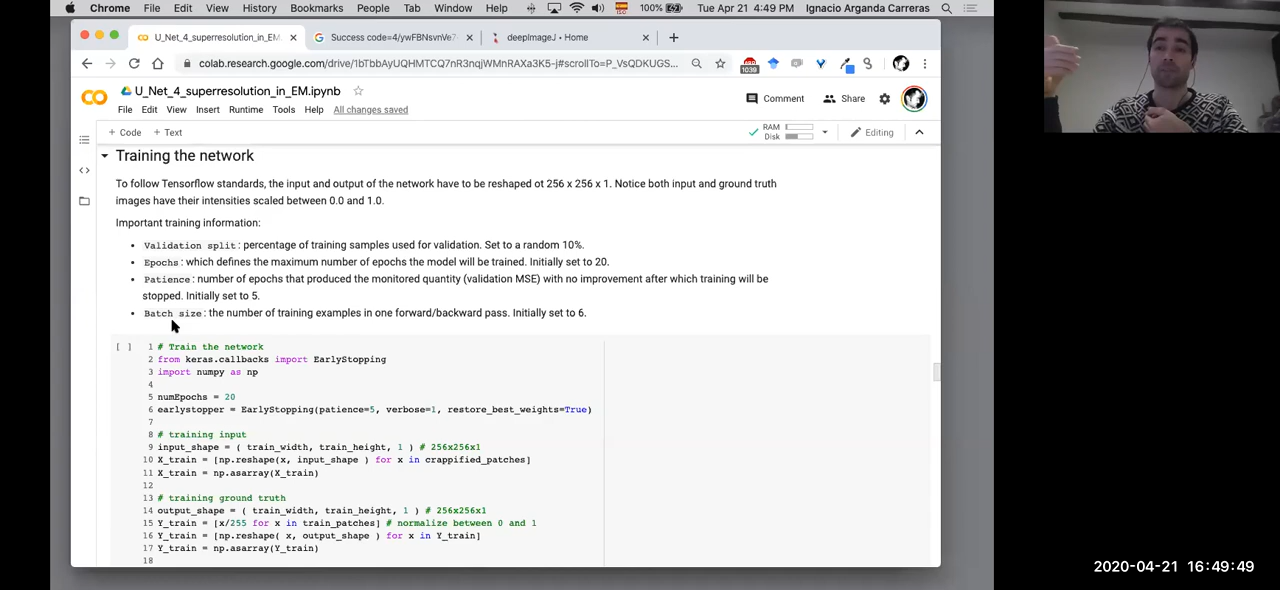 Chrome File Edit View History Bookmarks People Tab Window Help 100% Tue Apr 21 4:49 PM Ignacio Arganda Carreras
U_Net_4_superresolution_in_EM. Success code=4/ywFBNsvnVe7 deepImageJ • Home
colab.research.google.com/drive/1bTbbAyUQHMTCQ7nR3nqjWMnRAXa3K5-j#scrollTo=P_VsQDKUGS... 1039
U_Net_4_superresolution_in_EM.ipynb
Comment Share
File Edit View Insert Runtime Tools Help All changes saved
+ Code + Text RAM Disk Editing
Training the network
To follow Tensorflow standards, the input and output of the network have to be reshaped ot 256 x 256 x 1. Notice both input and ground truth
images have their intensities scaled between 0.0 and 1.0.
Important training information:
• Validation split: percentage of training samples used for validation. Set to a random 10%.
• Epochs: which defines the maximum number of epochs the model will be trained. Initially set to 20.
• Patience: number of epochs that produced the monitored quantity (validation MSE) with no improvement after which training will be
stopped. Initially set to 5.
• Batch size: the number of training examples in one forward/backward pass. Initially set to 6.
[ ] 1 # Train the network
2 from keras.callbacks import EarlyStopping
3 import numpy as np
4
5 numEpochs = 20
6 earlystopper = EarlyStopping(patience=5, verbose=1, restore_best_weights=True)
7
8 # training input
9 input_shape = ( train_width, train_height, 1 ) # 256x256x1
10 X_train = [np.reshape(x, input_shape ) for x in crappified_patches]
11 X_train = np.asarray(X_train)
12
13 # training ground truth
14 output_shape = ( train_width, train_height, 1 ) # 256x256x1
15 Y_train = [x/255 for x in train_patches] # normalize between 0 and 1
16 Y_train = [np.reshape( x, output_shape ) for x in Y_train]
17 Y_train = np.asarray(Y_train)
18
2020-04-21 16:49:49